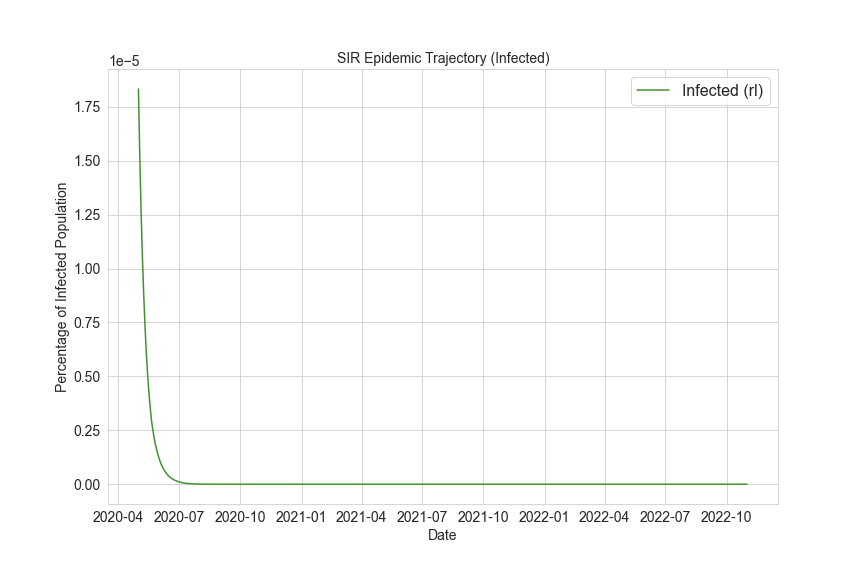 SIR Epidemic Trajectory (Infected)
1e−5
Infected (rI)
1.75
1.50
1.25
1.00
0.75
0.50
0.25
0.00
Percentage of Infected Population
2020-04 2020-07 2020-10 2021-01 2021-04 2021-07 2021-10 2022-01 2022-04 2022-07 2022-10
Date